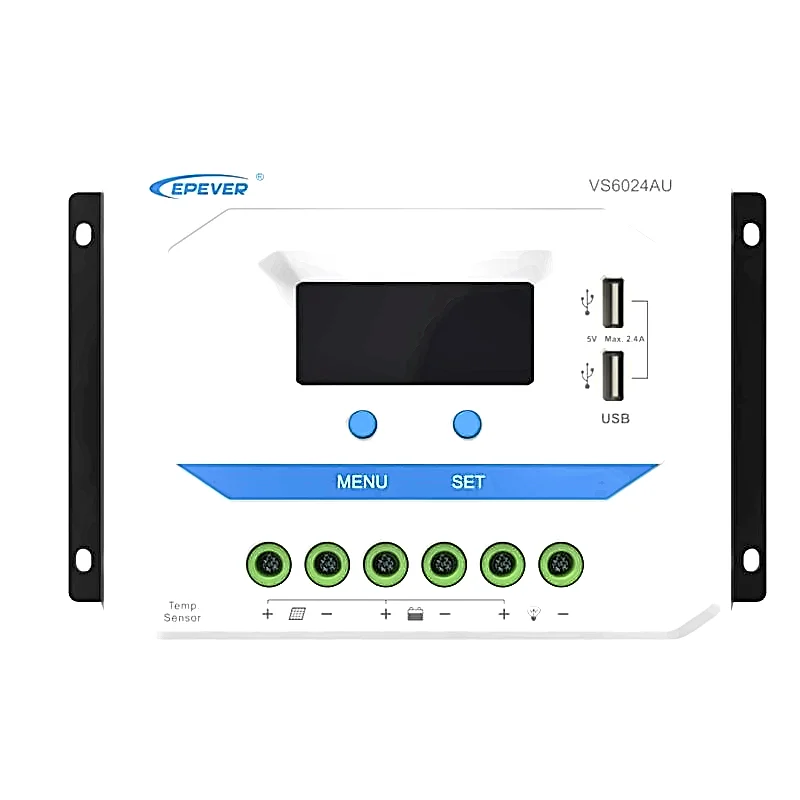 EPEVER ®
VS6024AU
5V Max. 2.4A
USB
MENU SET
Temp
Sensor
+ − + − + −